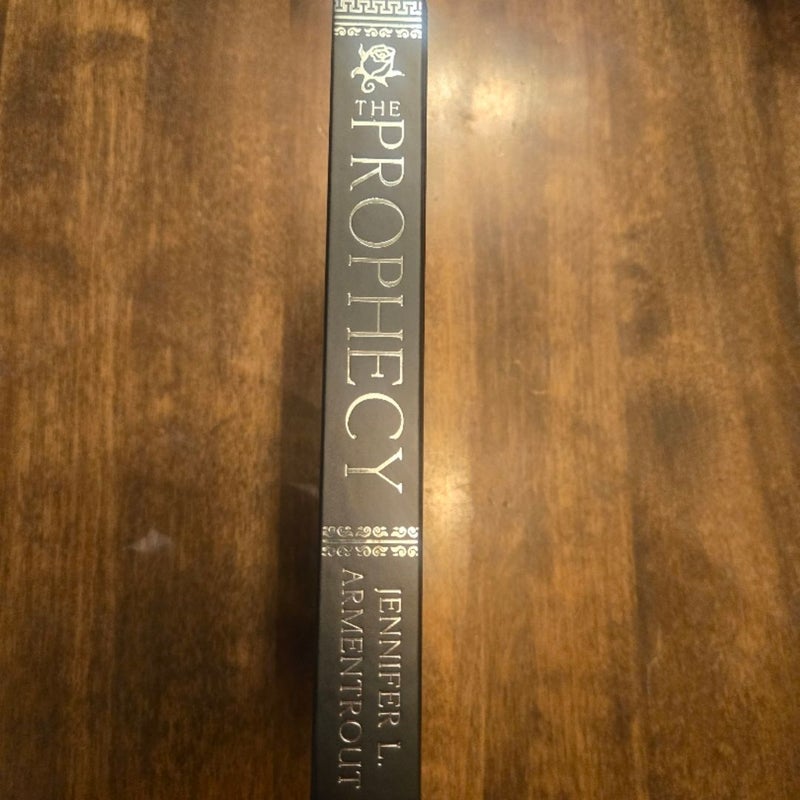 THE
PROPHECY
JENNIFER L.
ARMENTROUT